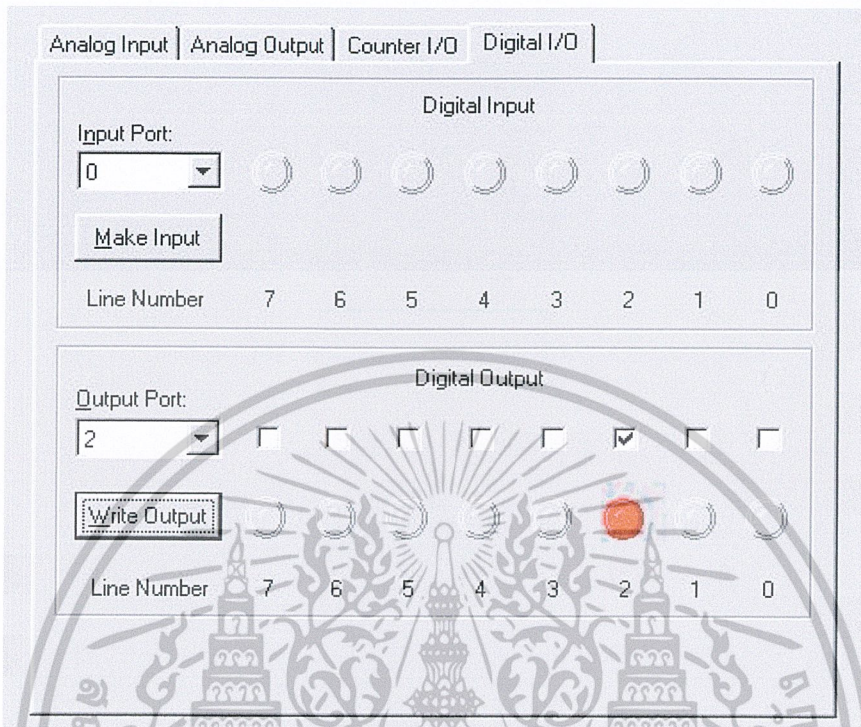 Analog Input Analog Output Counter I/O Digital I/O
Digital Input
Input Port:
0
Make Input
Line Number 7 6 5 4 3 2 1 0
Digital Output
Output Port:
2
Write Output
Line Number 7 6 5 4 3 2 1 0